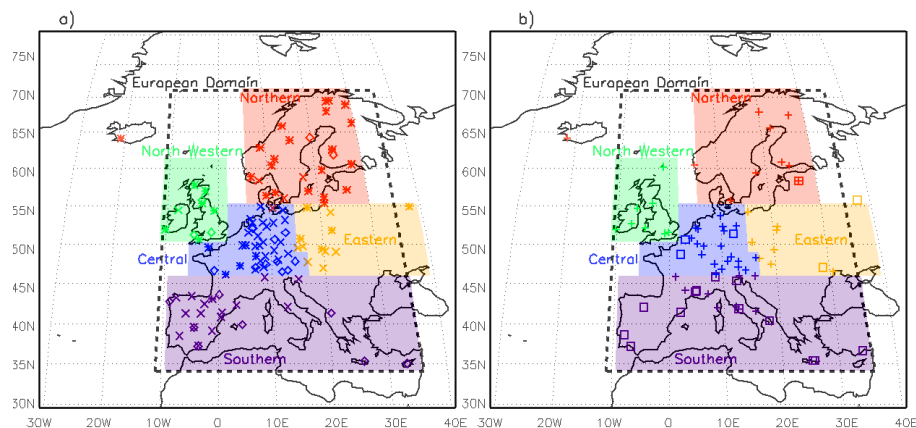 a) b)
75N 75N
European Domain European Domain
70N Northern 70N Northern
65N 65N
North-Western North-Western
60N 60N
55N 55N
50N Eastern 50N Eastern
Central Central
45N 45N
40N 40N
35N Southern 35N Southern
30N 30N
30W 20W 10W 0 10E 20E 30E 40E 30W 20W 10W 0 10E 20E 30E 40E